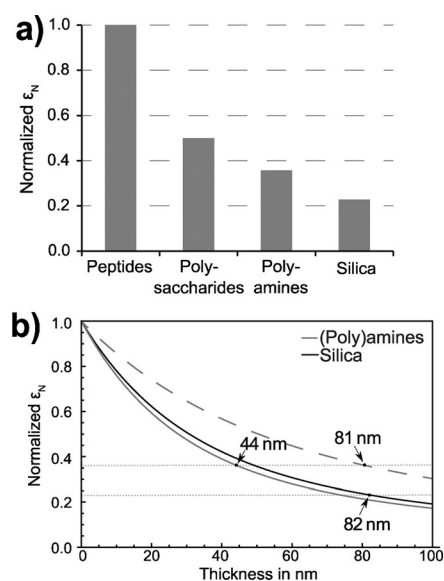 a)
Normalized εN
1.0
0.8
0.6
0.4
0.2
0.0
Peptides
Poly-
saccharides
Poly-
amines
Silica
b)
Normalized εN
1.0
0.8
0.6
0.4
0.2
0.0
(Poly)amines
Silica
44 nm
81 nm
82 nm
0 20 40 60 80 100
Thickness in nm